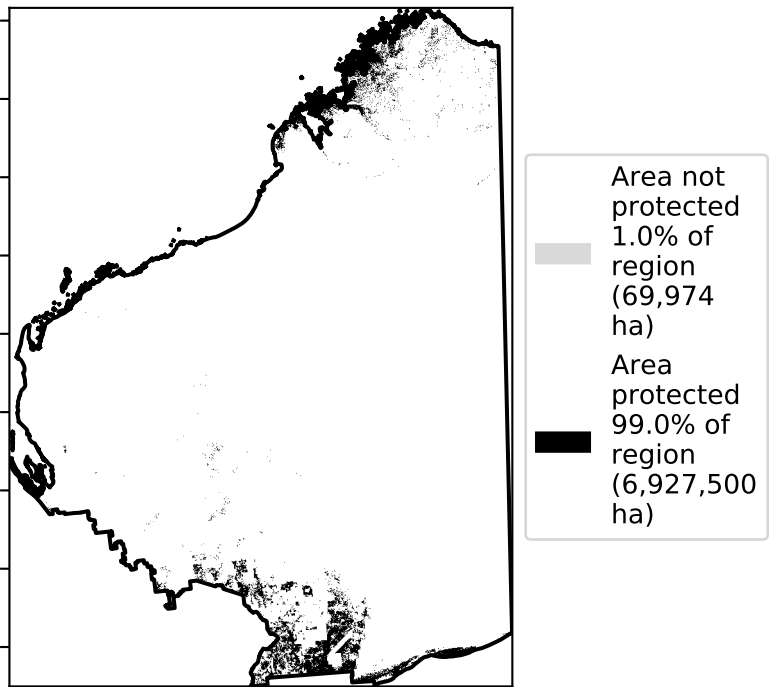 Area not
protected
1.0% of
region
(69,974
ha)
Area
protected
99.0% of
region
(6,927,500
ha)